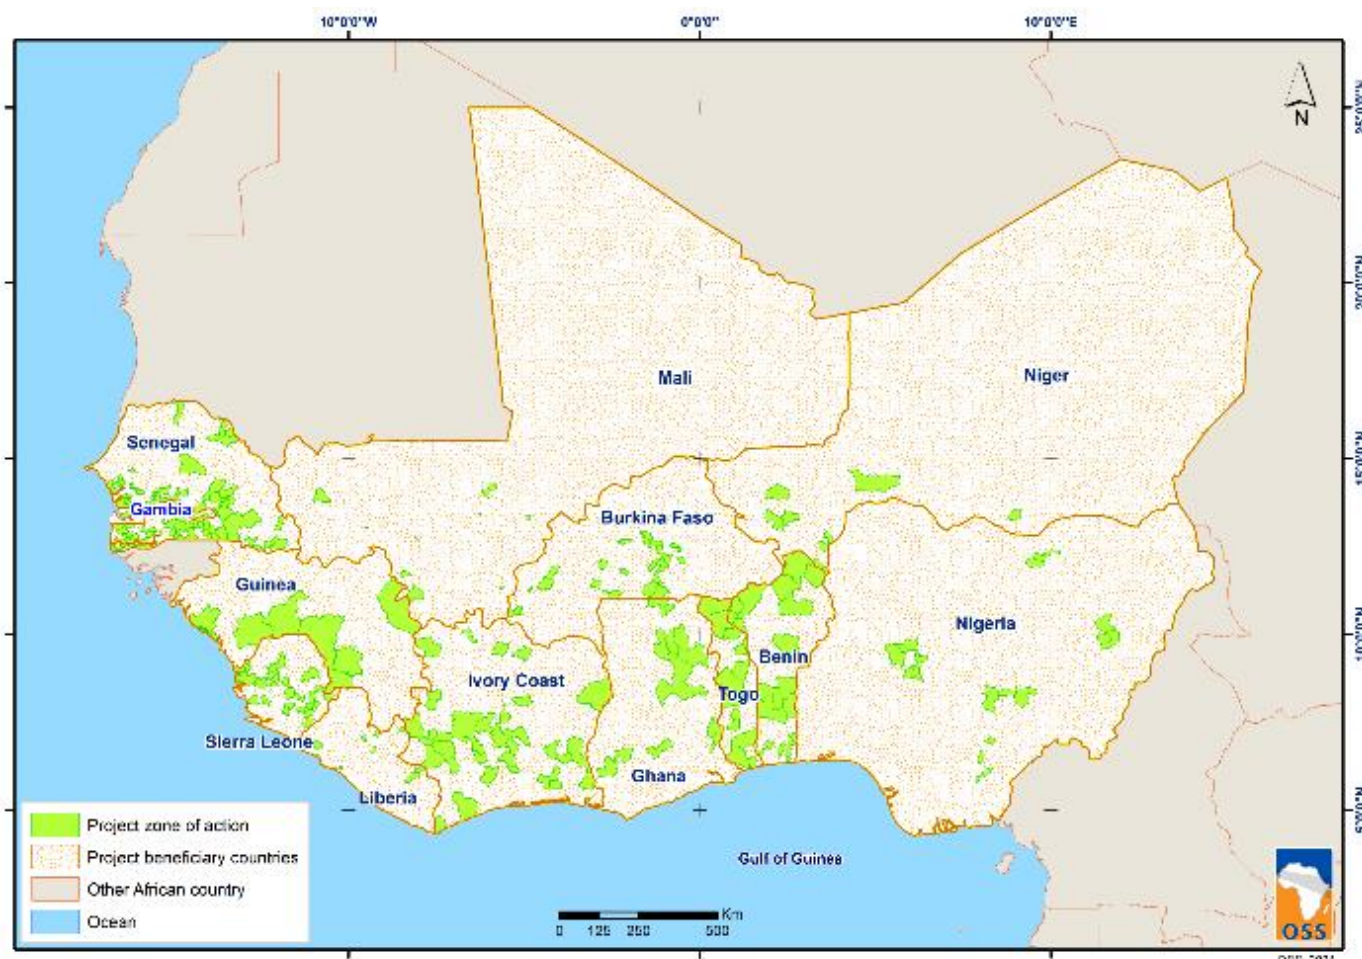 10°0'0"W 0°0'0" 10°0'0"E
N
Mali
Niger
Senegal
Gambia
Burkina Faso
Guinea
Nigeria
Benin
Ivory Coast
Togo
Sierra Leone
Ghana
Liberia
Gulf of Guinea
Project zone of action
Project beneficiary countries
Other African country
Ocean
Km
0 125 250 500
OSS